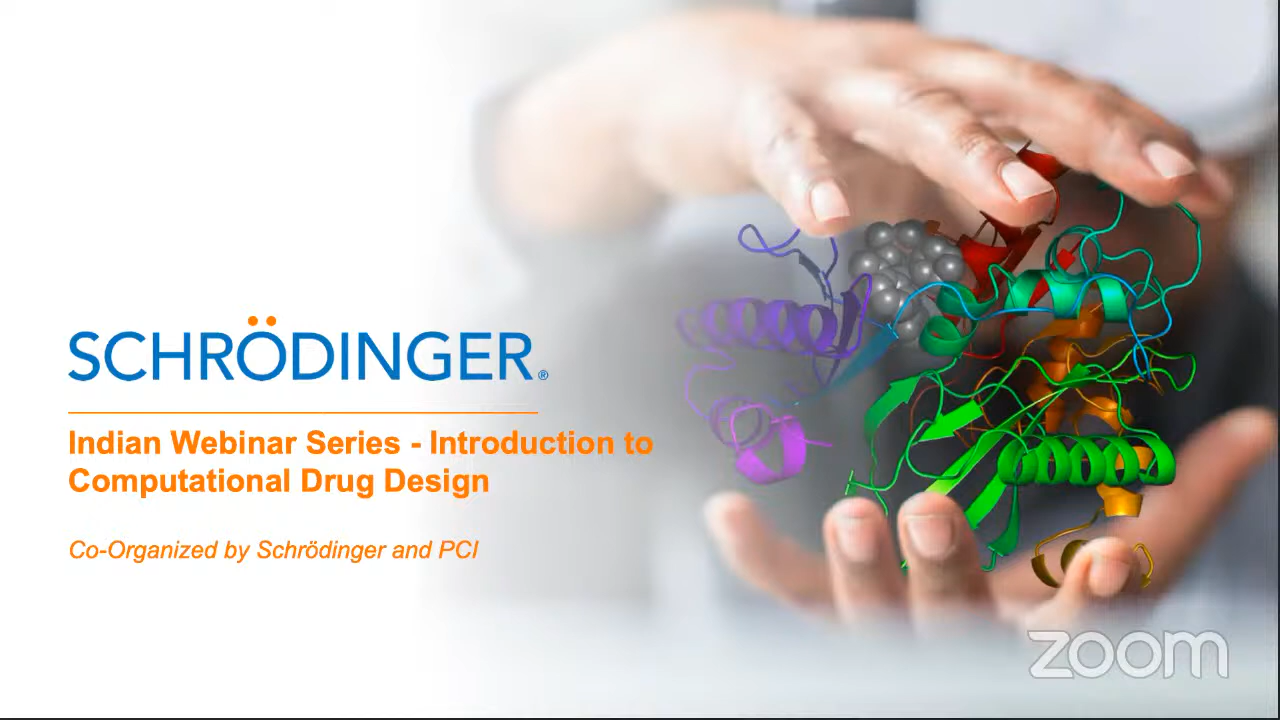 SCHRÖDINGER®
Indian Webinar Series - Introduction to
Computational Drug Design
Co-Organized by Schrödinger and PCI
zoom